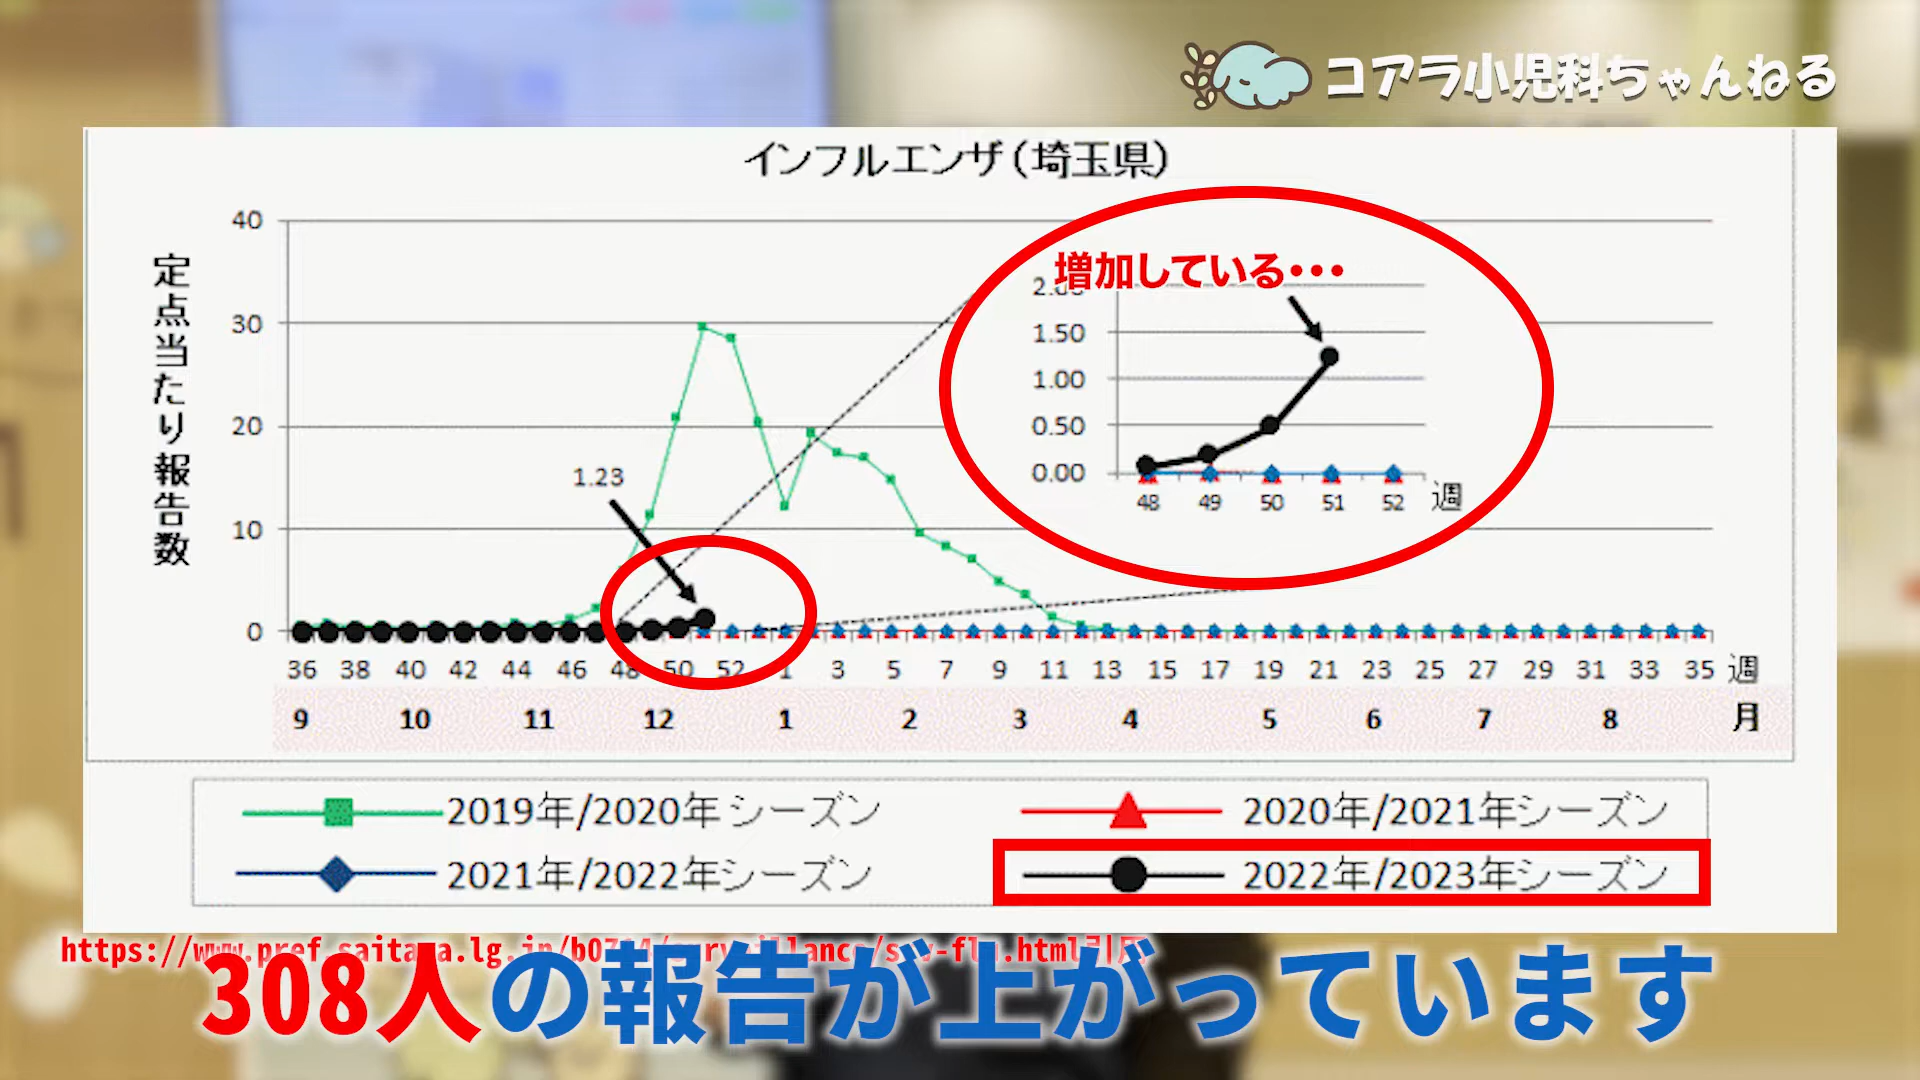 コアラ小児科ちゃんねる
インフルエンザ(埼玉県)
定点当たり報告数
40
30
20
10
0
1.23
増加している・・・
1.50
1.00
0.50
0.00
48 49 50 51 52 週
36 38 40 42 44 46 48 50 52 1 3 5 7 9 11 13 15 17 19 21 23 25 27 29 31 33 35 週
9 10 11 12 1 2 3 4 5 6 7 8 月
2019年/2020年シーズン
2020年/2021年シーズン
2021年/2022年シーズン
2022年/2023年シーズン
308人の報告が上がっています